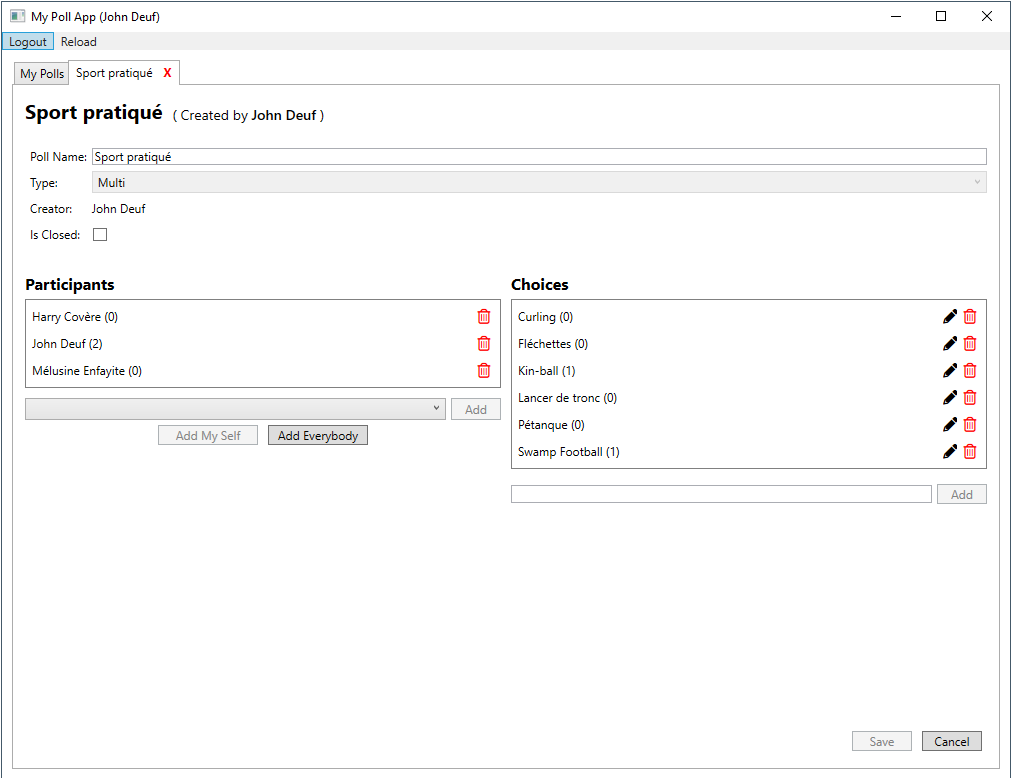 My Poll App (John Deuf)
Logout Reload
My Polls Sport pratiqué X
Sport pratiqué ( Created by John Deuf )
Poll Name: Sport pratiqué
Type: Multi
Creator: John Deuf
Is Closed:
Participants
Harry Covère (0)
John Deuf (2)
Mélusine Enfayite (0)
Add
Add My Self Add Everybody
Choices
Curling (0)
Fléchettes (0)
Kin-ball (1)
Lancer de tronc (0)
Pétanque (0)
Swamp Football (1)
Add
Save Cancel